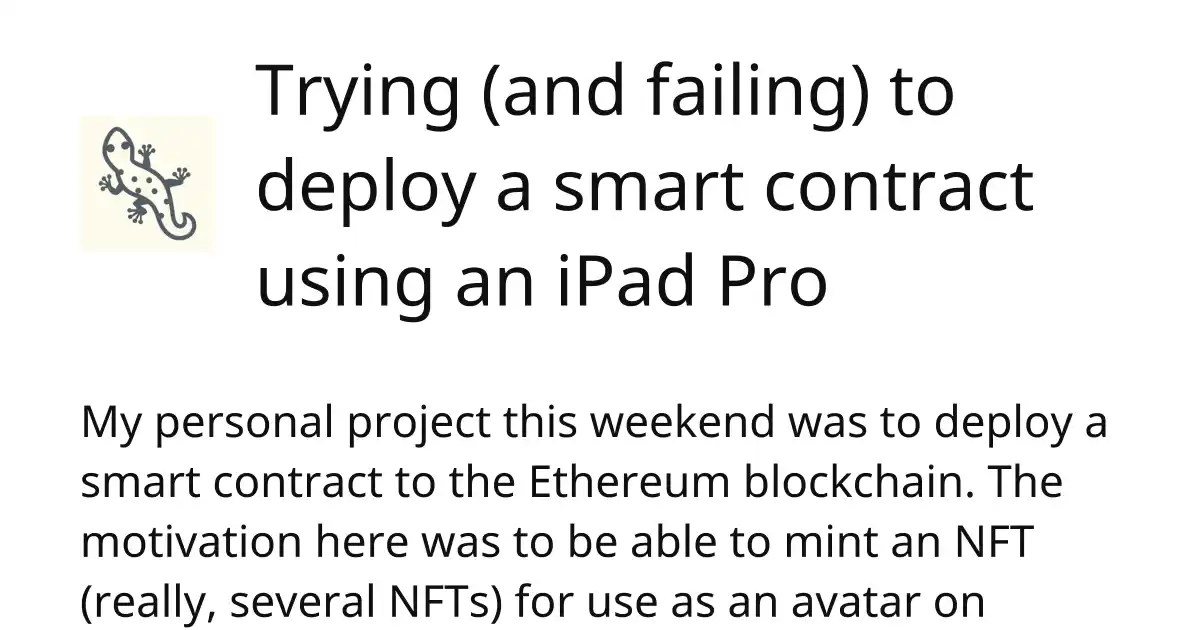 Trying (and failing) to
deploy a smart contract
using an iPad Pro
My personal project this weekend was to deploy a
smart contract to the Ethereum blockchain. The
motivation here was to be able to mint an NFT
(really, several NFTs) for use as an avatar on